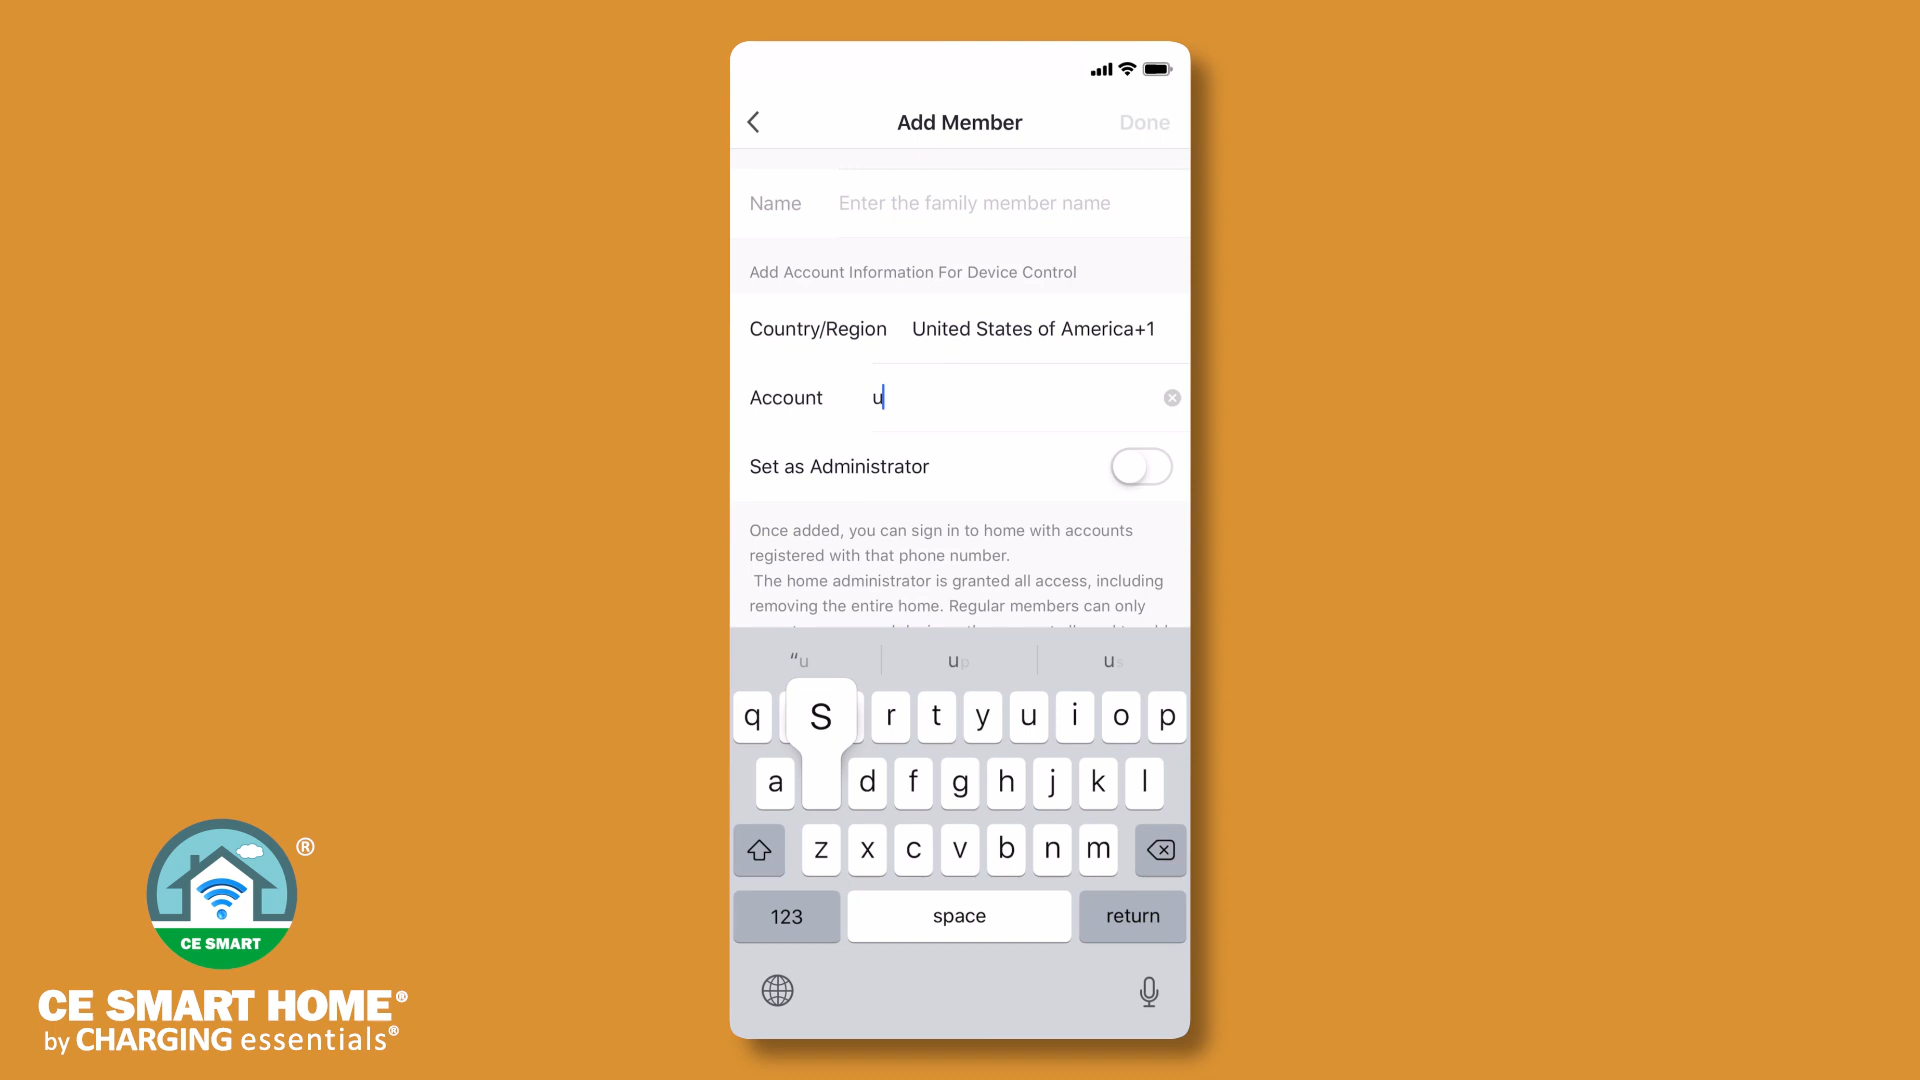 Add Member
Done
Name
Enter the family member name
Add Account Information For Device Control
Country/Region
United States of America+1
Account
u
Set as Administrator
Once added, you can sign in to home with accounts
registered with that phone number.
The home administrator is granted all access, including
removing the entire home. Regular members can only
“u
up
us
q
S
r t y u i o p
a
d f g h j k l
z x c v b n m
123
space
return
®
CE SMART
CE SMART HOME®
by CHARGING essentials®